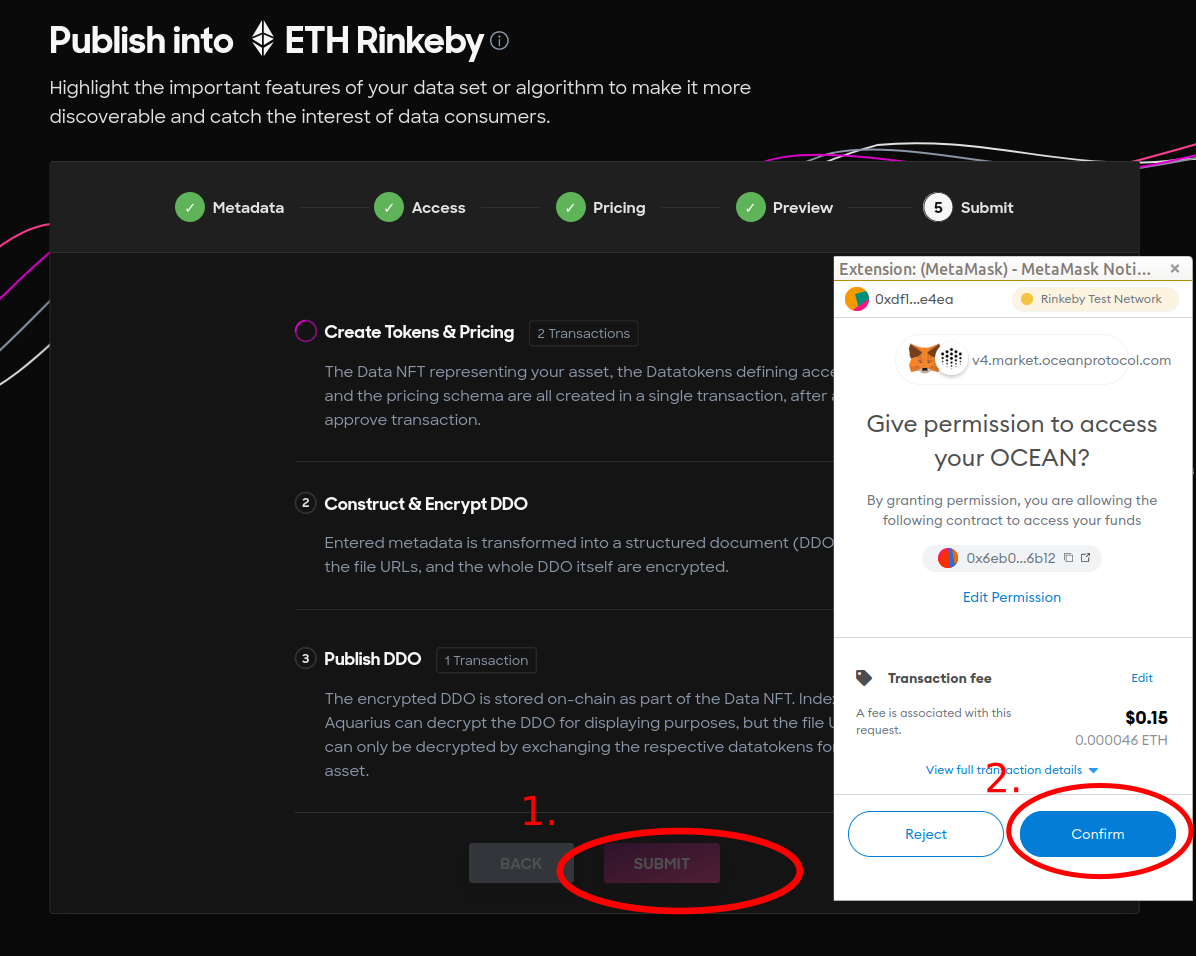 Publish into ETH Rinkeby
Highlight the important features of your data set or algorithm to make it more
discoverable and catch the interest of data consumers.
Metadata
Access
Pricing
Preview
5 Submit
Create Tokens & Pricing 2 Transactions
The Data NFT representing your asset, the Datatokens defining acce
and the pricing schema are all created in a single transaction, after a
approve transaction.
2 Construct & Encrypt DDO
Entered metadata is transformed into a structured document (DDO
the file URLs, and the whole DDO itself are encrypted.
3 Publish DDO 1 Transaction
The encrypted DDO is stored on-chain as part of the Data NFT. Index
Aquarius can decrypt the DDO for displaying purposes, but the file U
can only be decrypted by exchanging the respective datatokens for
asset.
1.
BACK
SUBMIT
Extension: (MetaMask) - MetaMask Noti... ×
0xdf1...e4ea
Rinkeby Test Network
v4.market.oceanprotocol.com
Give permission to access
your OCEAN?
By granting permission, you are allowing the
following contract to access your funds
0x6eb0...6b12
Edit Permission
Transaction fee
Edit
A fee is associated with this
request.
$0.15
0.000046 ETH
View full transaction details
2.
Reject
Confirm